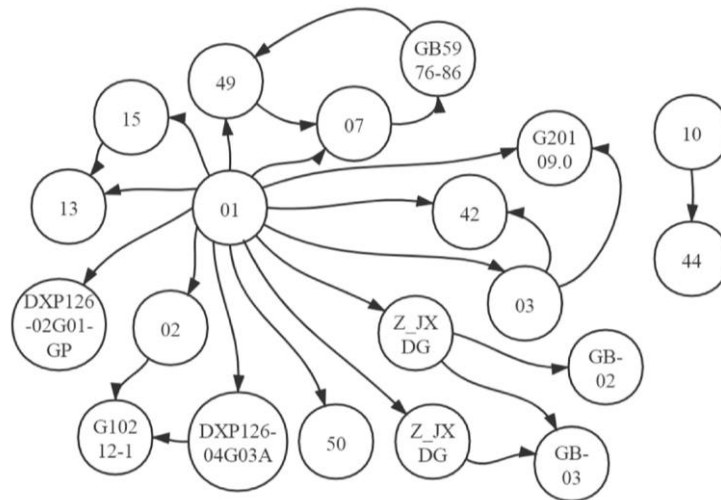 GB59
76-86
49
15
07
G201
09.0
10
13
01
42
44
DXP126
-02G01-
GP
02
03
Z_JX
DG
GB-
02
G102
12-1
DXP126-
04G03A
50
Z_JX
DG
GB-
03